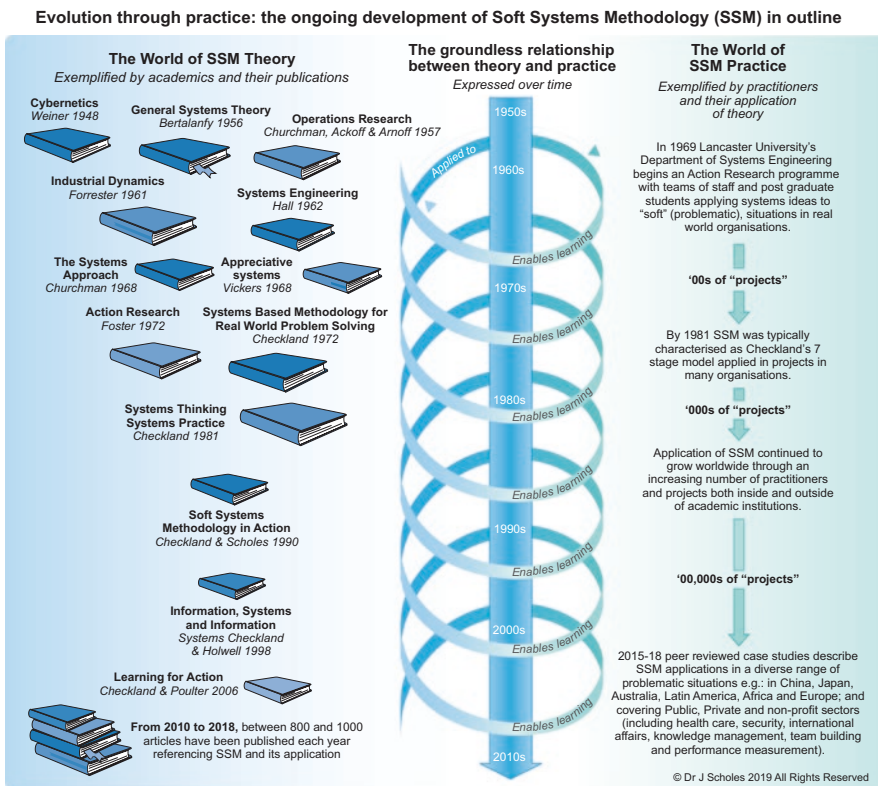 Evolution through practice: the ongoing development of Soft Systems Methodology (SSM) in outline
The World of SSM Theory
Exemplified by academics and their publications
Cybernetics
Weiner 1948
General Systems Theory
Bertalanfy 1956
Operations Research
Churchman, Ackoff & Arnoff 1957
Industrial Dynamics
Forrester 1961
Systems Engineering
Hall 1962
The Systems
Approach
Churchman 1968
Appreciative
systems
Vickers 1968
Action Research
Foster 1972
Systems Based Methodology for
Real World Problem Solving
Checkland 1972
Systems Thinking
Systems Practice
Checkland 1981
Soft Systems
Methodology in Action
Checkland & Scholes 1990
Information, Systems
and Information
Systems Checkland
& Holwell 1998
Learning for Action
Checkland & Poulter 2006
From 2010 to 2018, between 800 and 1000
articles have been published each year
referencing SSM and its application
The groundless relationship
between theory and practice
Expressed over time
1950s
Applied to
1960s
Enables learning
1970s
Enables learning
1980s
Enables learning
Enables learning
1990s
Enables learning
2000s
Enables learning
Enables learning
2010s
The World of
SSM Practice
Exemplified by practitioners
and their application
of theory
In 1969 Lancaster University's
Department of Systems Engineering
begins an Action Research programme
with teams of staff and post graduate
students applying systems ideas to
“soft” (problematic), situations in real
world organisations.
‘00s of “projects”
By 1981 SSM was typically
characterised as Checkland's 7
stage model applied in projects in
many organisations.
‘000s of “projects”
Application of SSM continued to
grow worldwide through an
increasing number of practitioners
and projects both inside and outside
of academic institutions.
‘00,000s of “projects”
2015-18 peer reviewed case studies describe
SSM applications in a diverse range of
problematic situations e.g.: in China, Japan,
Australia, Latin America, Africa and Europe; and
covering Public, Private and non-profit sectors
(including health care, security, international
affairs, knowledge management, team building
and performance measurement).
© Dr J Scholes 2019 All Rights Reserved